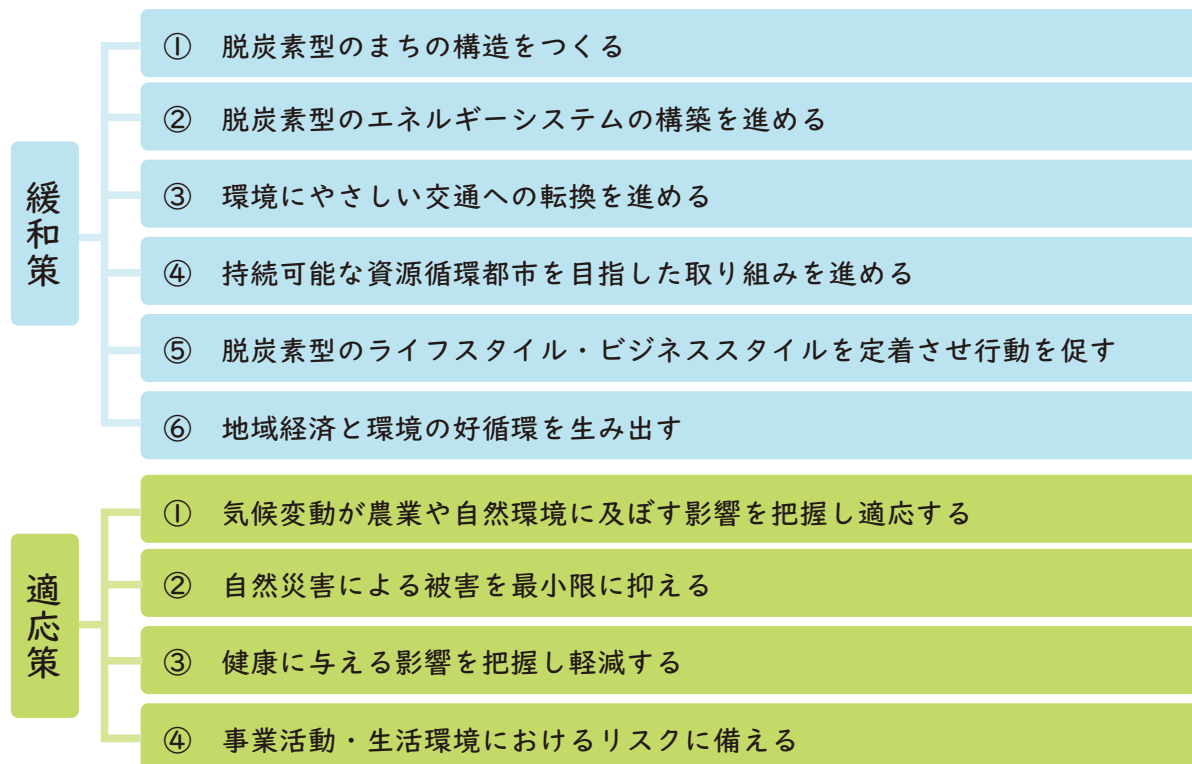 緩和策
① 脱炭素型のまちの構造をつくる
② 脱炭素型のエネルギーシステムの構築を進める
③ 環境にやさしい交通への転換を進める
④ 持続可能な資源循環都市を目指した取り組みを進める
⑤ 脱炭素型のライフスタイル・ビジネススタイルを定着させ行動を促す
⑥ 地域経済と環境の好循環を生み出す
適応策
① 気候変動が農業や自然環境に及ぼす影響を把握し適応する
② 自然災害による被害を最小限に抑える
③ 健康に与える影響を把握し軽減する
④ 事業活動・生活環境におけるリスクに備える